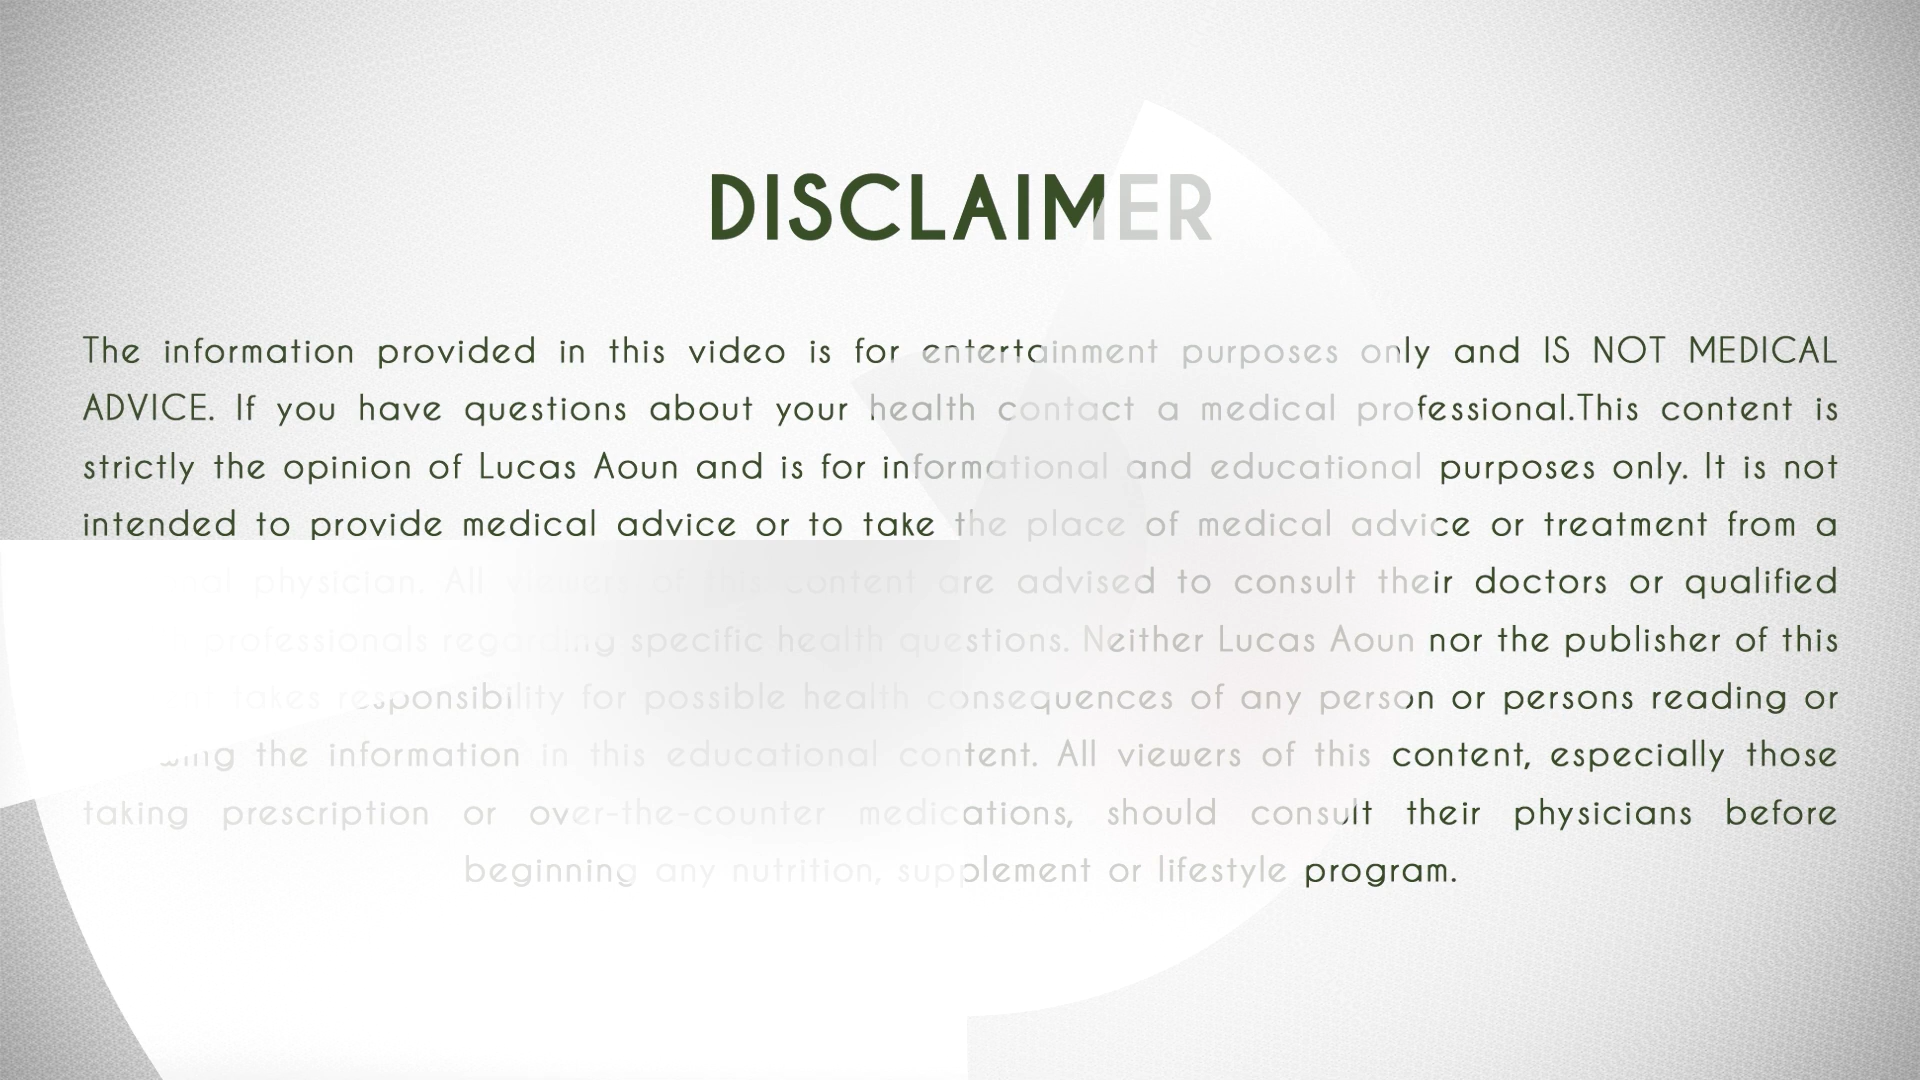 DISCLAIMER
The information provided in this video is for entertainment purposes only and IS NOT MEDICAL
ADVICE. If you have questions about your health contact a medical professional.This content is
strictly the opinion of Lucas Aoun and is for informational and educational purposes only. It is not
intended to provide medical advice or to take the place of medical advice or treatment from a
physician. All viewers of this content are advised to consult their doctors or qualified
professionals regarding specific health questions. Neither Lucas Aoun nor the publisher of this
takes responsibility for possible health consequences of any person or persons reading or
the information in this educational content. All viewers of this content, especially those
taking prescription or over-the-counter medications, should consult their physicians before
beginning any nutrition, supplement or lifestyle program.